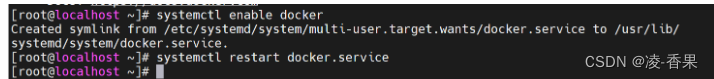 [root@localhost ~]# systemctl enable docker
Created symlink from /etc/systemd/system/multi-user.target.wants/docker.service to /usr/lib/
systemd/system/docker.service.
[root@localhost ~]# systemctl restart docker.service
[root@localhost ~]#
CSDN @凌-香果